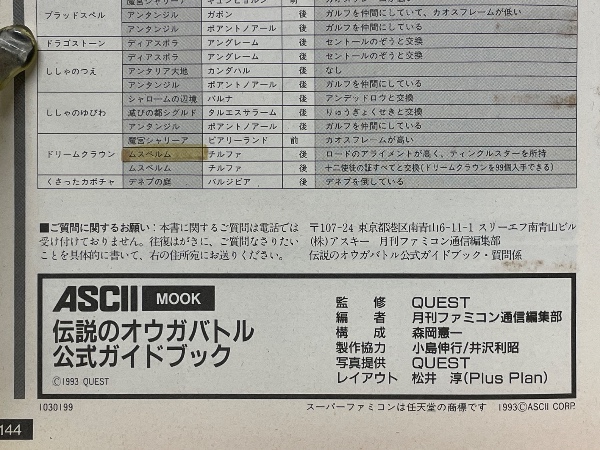 ブラッドスペル アンタンジル ガボン 後 ガルフを仲間にしていて、カオスフレームが低い
アンタンジル ポアントノアール 後 ガルフを仲間にしている
ドラゴストーン ディアスポラ アングレーム 後 セントールのぞうと交換
ディアスポラ アングレーム 後 セントールのぞうと交換
ししゃのつえ アンタリア大地 カンダハル 後 なし
アンタンジル ポアントノアール 後 ガルフを仲間にしている
シャロームの辺境 バルナ 後 アンデッドロウと交換
ししゃのゆびわ 滅びの都シグルド タルエスサラーム 後 りゅうぎょくせきと交換
アンタンジル ポアントノアール 後 ガルフを仲間にしている
魔宮シャリーア ピアリーランド 前 カオスフレームが高い
ドリームクラウン ムスペルム チルファ 後 ロードのアライメントが高く、ティンクルスターを所持
ムスペルム チルファ 後 十二使徒の証すべてと交換(ドリームクラウンを99個入手できる)
くさったカボチャ デネブの庭 バルジビア 後 デネブを倒している
■ご質問に関するお願い:本書に関するご質問は電話では
受け付けておりません。往復はがきに、ご質問なさりたい
ことを具体的に書いて、右の住所宛にお送りください。
〒107-24 東京都港区南青山6-11-1 スリーエフ南青山ビル
(株)アスキー 月刊ファミコン通信編集部
伝説のオウガバトル公式ガイドブック・質問係
ASCII MOOK
伝説のオウガバトル
公式ガイドブック
©1993 QUEST
監修 QUEST
編者 月刊ファミコン通信編集部
構成 森岡憲一
製作協力 小島伸行/井沢利昭
写真提供 QUEST
レイアウト 松井 淳(Plus Plan)
1030199
スーパーファミコンは任天堂の商標です 1993©ASCII CORP.
144